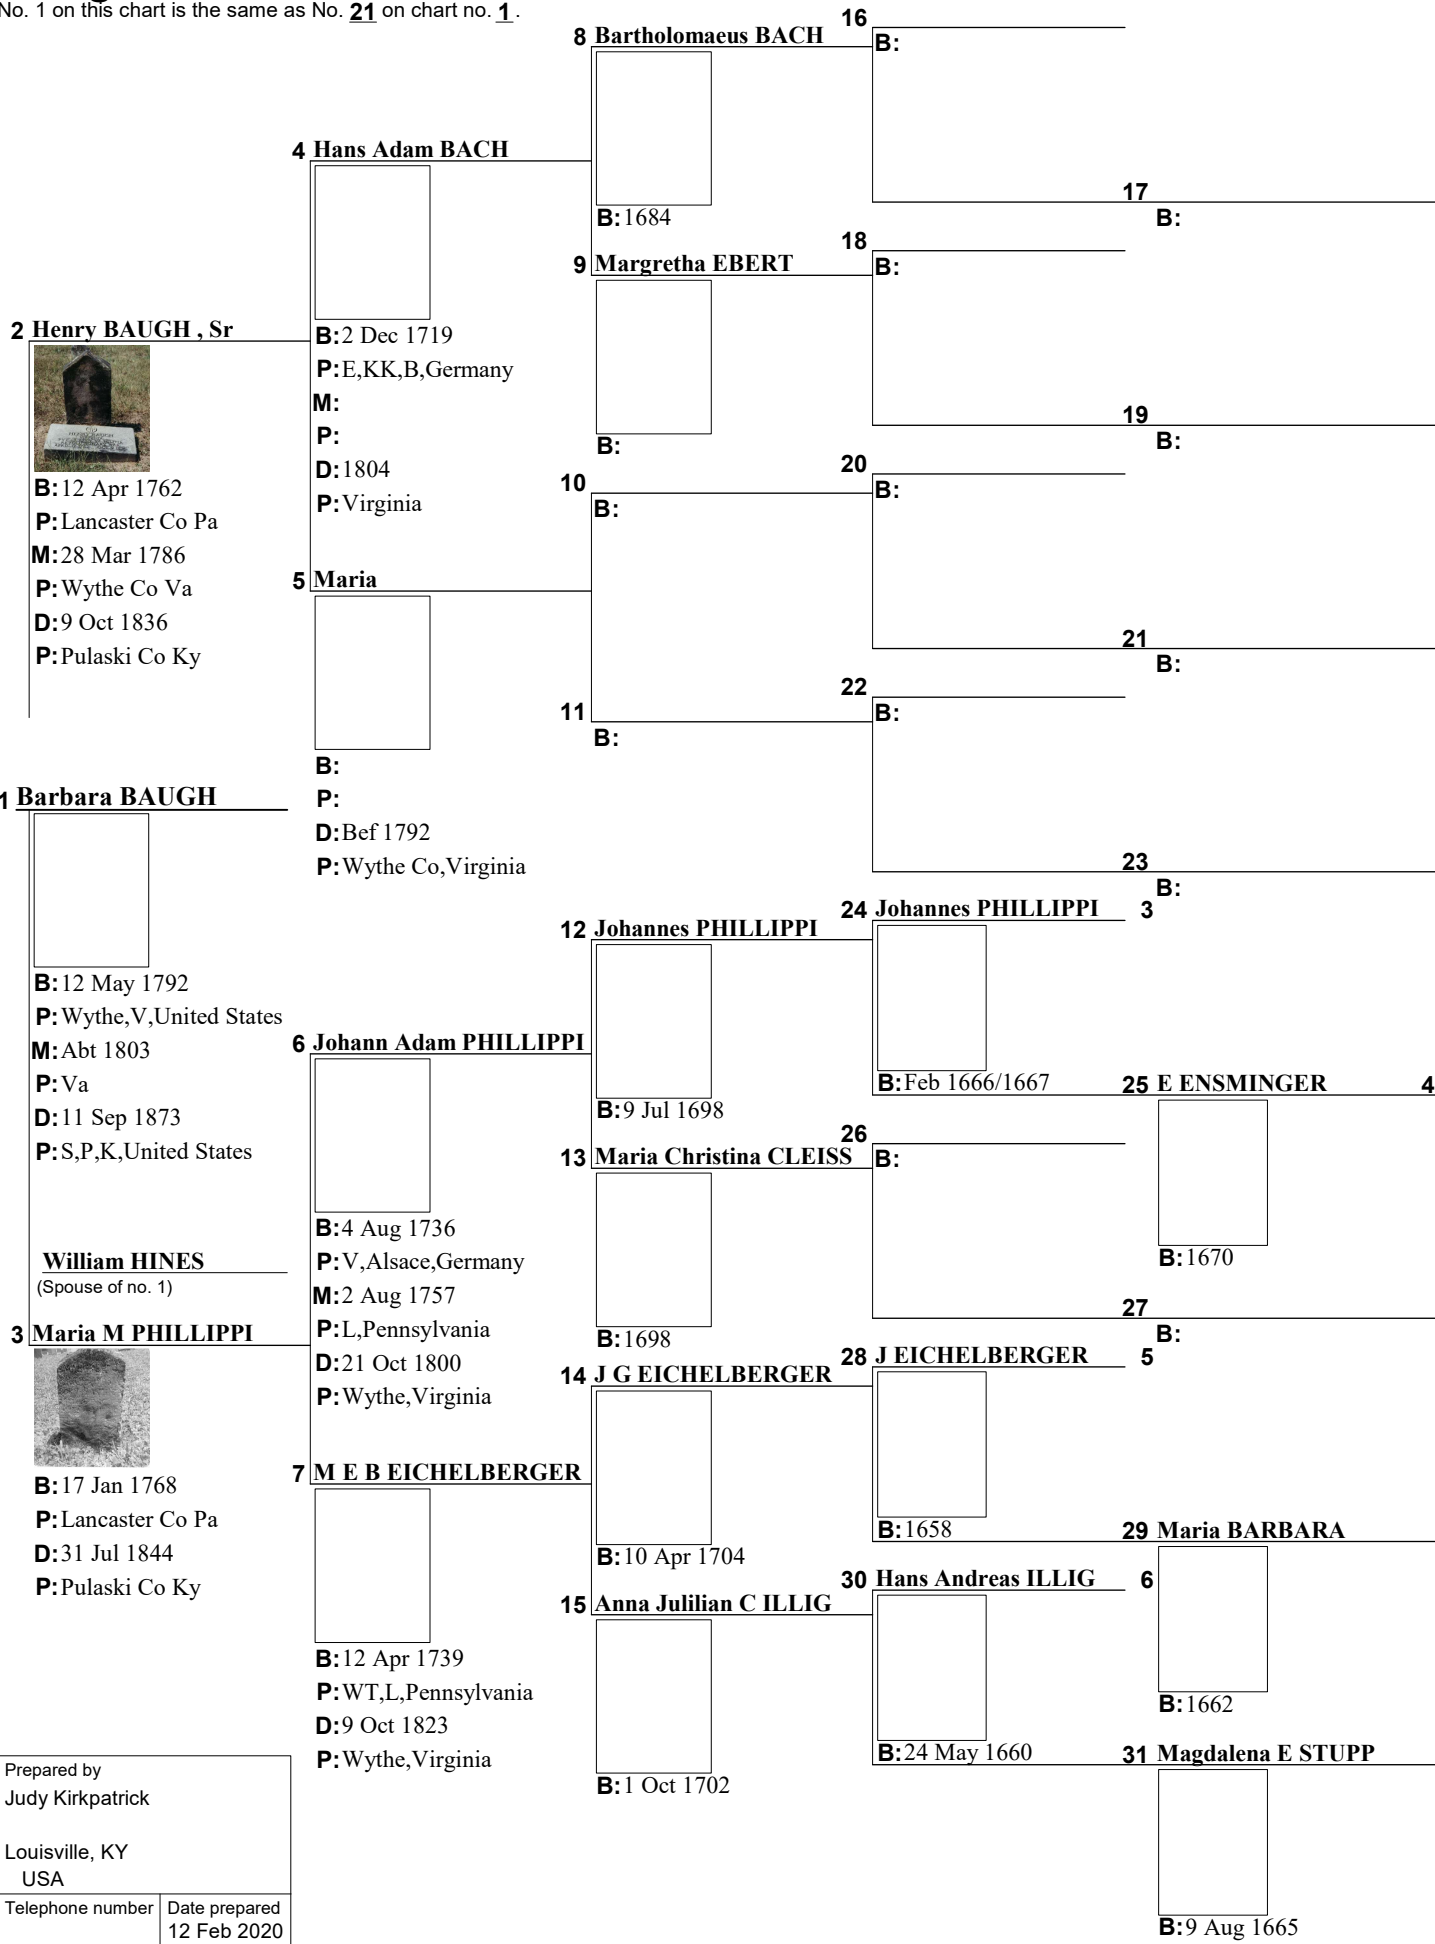 No. 1 on this chart is the same as No. 21 on chart no. 1.
8 Bartholomaeus BACH
B:1684
16
B:
17
B:
4 Hans Adam BACH
B:2 Dec 1719
P:E,KK,B,Germany
M:
P:
D:1804
P:Virginia
9 Margretha EBERT
B:
18
B:
19
B:
2 Henry BAUGH , Sr
HENRY BAUGH
B:12 Apr 1762
P:Lancaster Co Pa
M:28 Mar 1786
P:Wythe Co Va
D:9 Oct 1836
P:Pulaski Co Ky
10
B:
20
B:
21
B:
5 Maria
B:
P:
D:Bef 1792
P:Wythe Co,Virginia
11
B:
22
B:
23
B:
1 Barbara BAUGH
B:12 May 1792
P:Wythe,V,United States
M:Abt 1803
P:Va
D:11 Sep 1873
P:S,P,K,United States
William HINES
(Spouse of no. 1)
12 Johannes PHILLIPPI
B:9 Jul 1698
24 Johannes PHILLIPPI 3
B:Feb 1666/1667
25 E ENSMINGER 4
B:1670
6 Johann Adam PHILLIPPI
B:4 Aug 1736
P:V,Alsace,Germany
M:2 Aug 1757
P:L,Pennsylvania
D:21 Oct 1800
P:Wythe,Virginia
13 Maria Christina CLEISS
B:1698
26
B:
27
B:
3 Maria M PHILLIPPI
B:17 Jan 1768
P:Lancaster Co Pa
D:31 Jul 1844
P:Pulaski Co Ky
14 J G EICHELBERGER
B:10 Apr 1704
28 J EICHELBERGER 5
B:1658
29 Maria BARBARA
B:1662
7 M E B EICHELBERGER
B:12 Apr 1739
P:WT,L,Pennsylvania
D:9 Oct 1823
P:Wythe,Virginia
15 Anna Julilian C ILLIG
B:1 Oct 1702
30 Hans Andreas ILLIG 6
B:24 May 1660
31 Magdalena E STUPP
B:9 Aug 1665
Prepared by
Judy Kirkpatrick
Louisville, KY
USA
Telephone number
Date prepared
12 Feb 2020